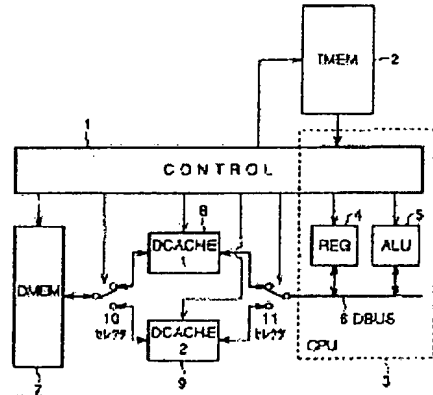 TMEM
2
1
CONTROL
8
4
5
DCACHE
1
REG
ALU
DMEM
10
セレクタ
11
セレクタ
6 DBUS
DCACHE
2
CPU
7
9
3